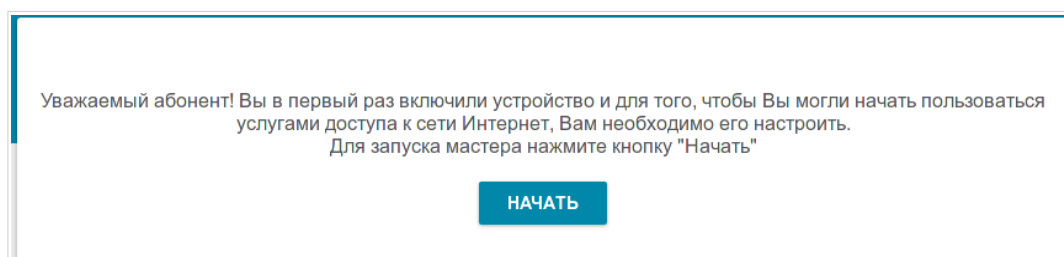 Уважаемый абонент! Вы в первый раз включили устройство и для того, чтобы Вы могли начать пользоваться
услугами доступа к сети Интернет, Вам необходимо его настроить.
Для запуска мастера нажмите кнопку "Начать"
НАЧАТЬ